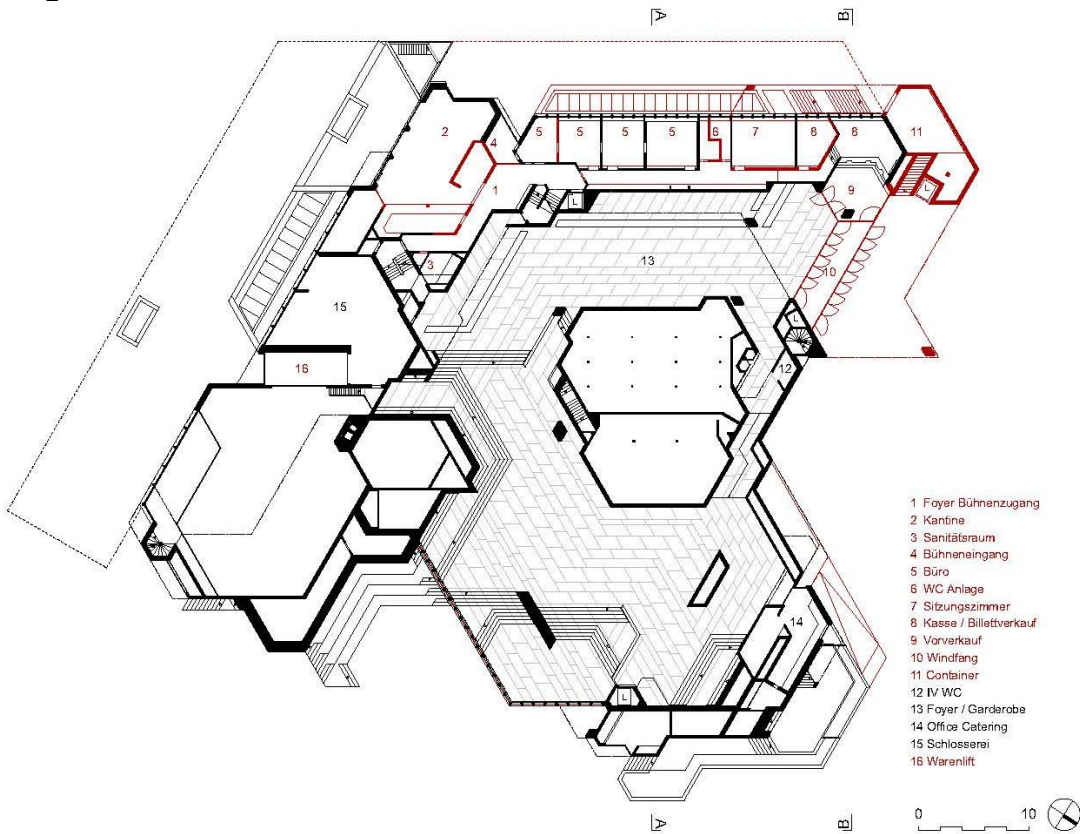 A B
2
4
5 5 5 5 6 7 8 8 11
1
L
L
9
3
13
10
15
L
16
12
14
L
1 Foyer Bühnenzugang
2 Kantine
3 Sanitätsraum
4 Bühneneingang
5 Büro
6 WC Anlage
7 Sitzungszimmer
8 Kasse / Billettverkauf
9 Vorverkauf
10 Windfang
11 Container
12 IV WC
13 Foyer / Garderobe
14 Office Catering
15 Schlosserei
16 Warenlift
0 10
A B